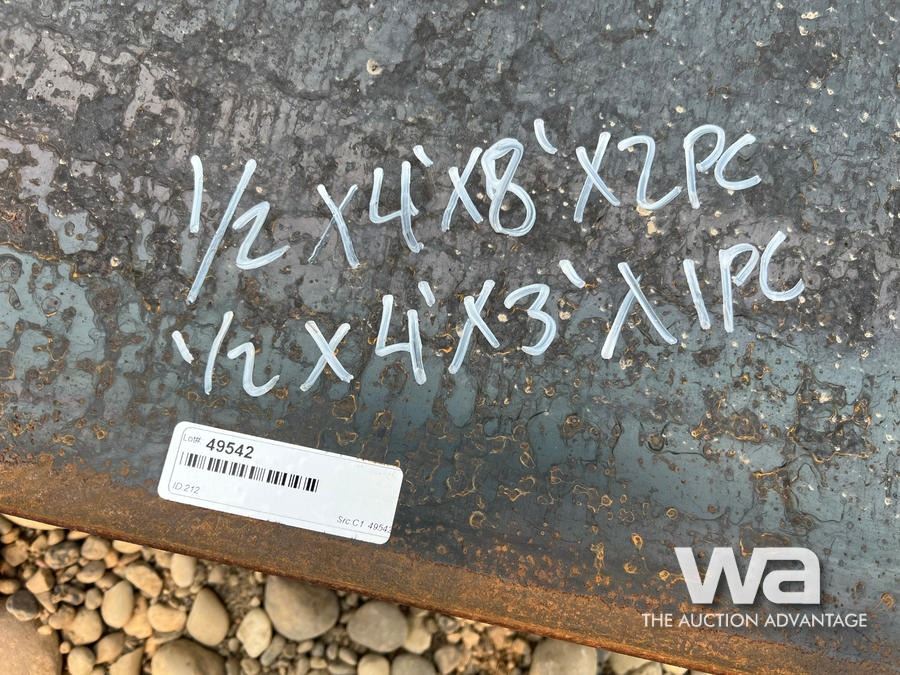 1/2 X 4' X 8' X 2PC
1/2 X 4' X 3' X 1PC
Lot# 49542
ID:212
Src:C1 4954
wa
THE AUCTION ADVANTAGE